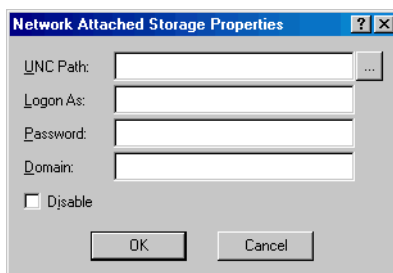 Network Attached Storage Properties
UNC Path:
...
Logon As:
Password:
Domain:
Disable
OK Cancel